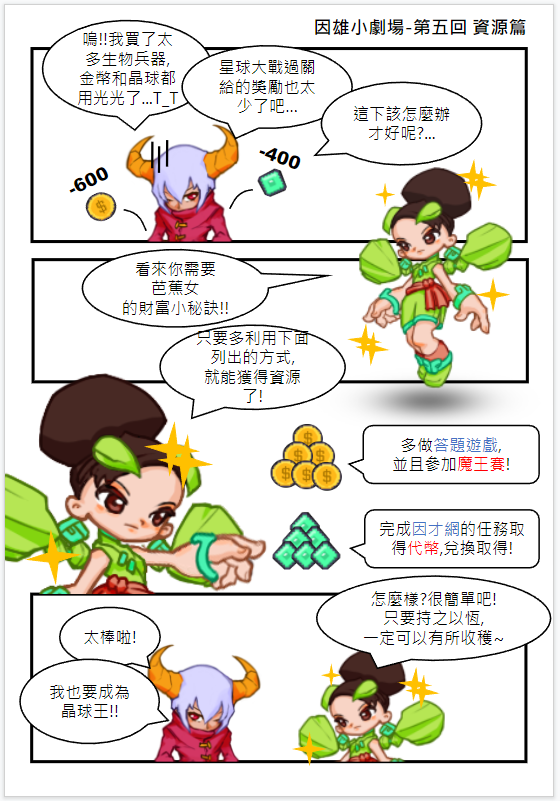 因雄小劇場-第五回 資源篇
嗚!!我買了太
多生物兵器,
金幣和晶球都
用光光了...T_T
星球大戰過關
給的獎勵也太
少了吧...
這下該怎麼辦
才好呢?...
-600
-400
看來你需要
芭蕉女
的財富小秘訣!!
只要多利用下面
列出的方式,
就能獲得資源
了!
多做答題遊戲,
並且參加魔王賽!
完成因才網的任務取
得代幣,兌換取得!
怎麼樣?很簡單吧!
只要持之以恆,
一定可以有所收穫~
太棒啦!
我也要成為
晶球王!!